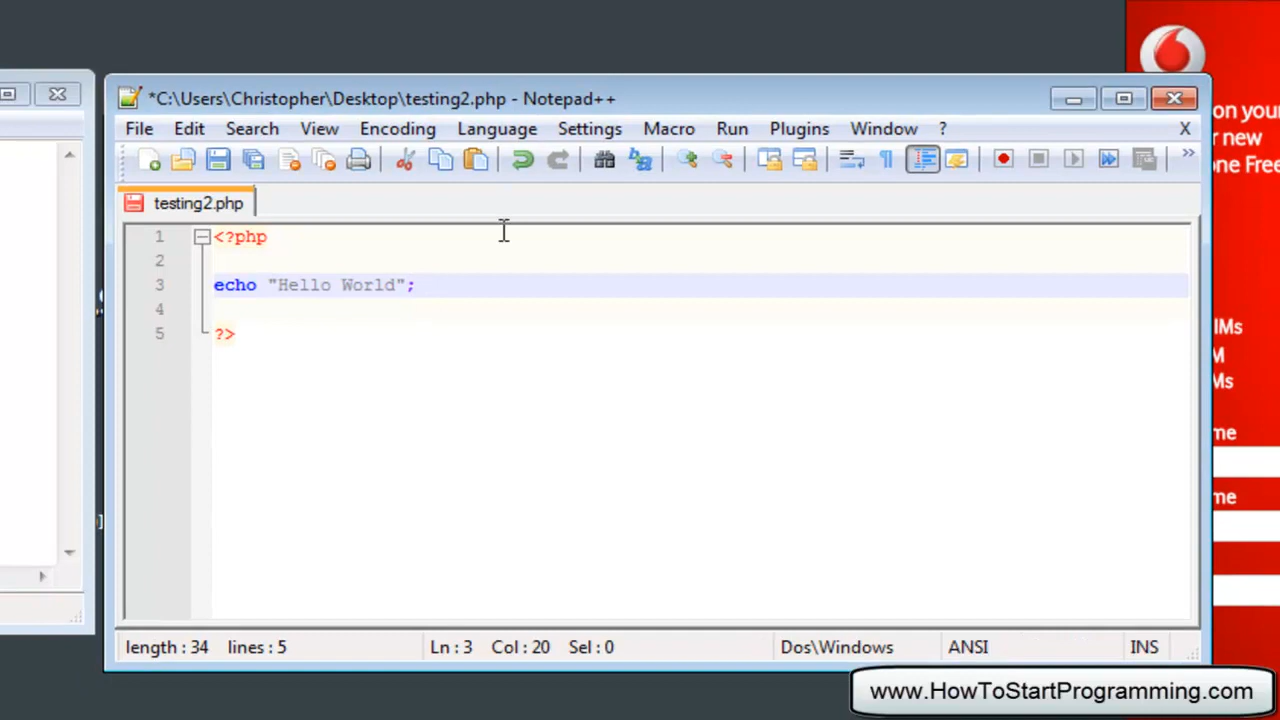 *C:\Users\Christopher\Desktop\testing2.php - Notepad++
File Edit Search View Encoding Language Settings Macro Run Plugins Window ? X
testing2.php
1 <?php
2
3 echo "Hello World";
4
5 ?>
length : 34 lines : 5 Ln : 3 Col : 20 Sel : 0 Dos\Windows ANSI INS
on your
r new
one Free
IMs
M
Ms
me
me
www.HowToStartProgramming.com